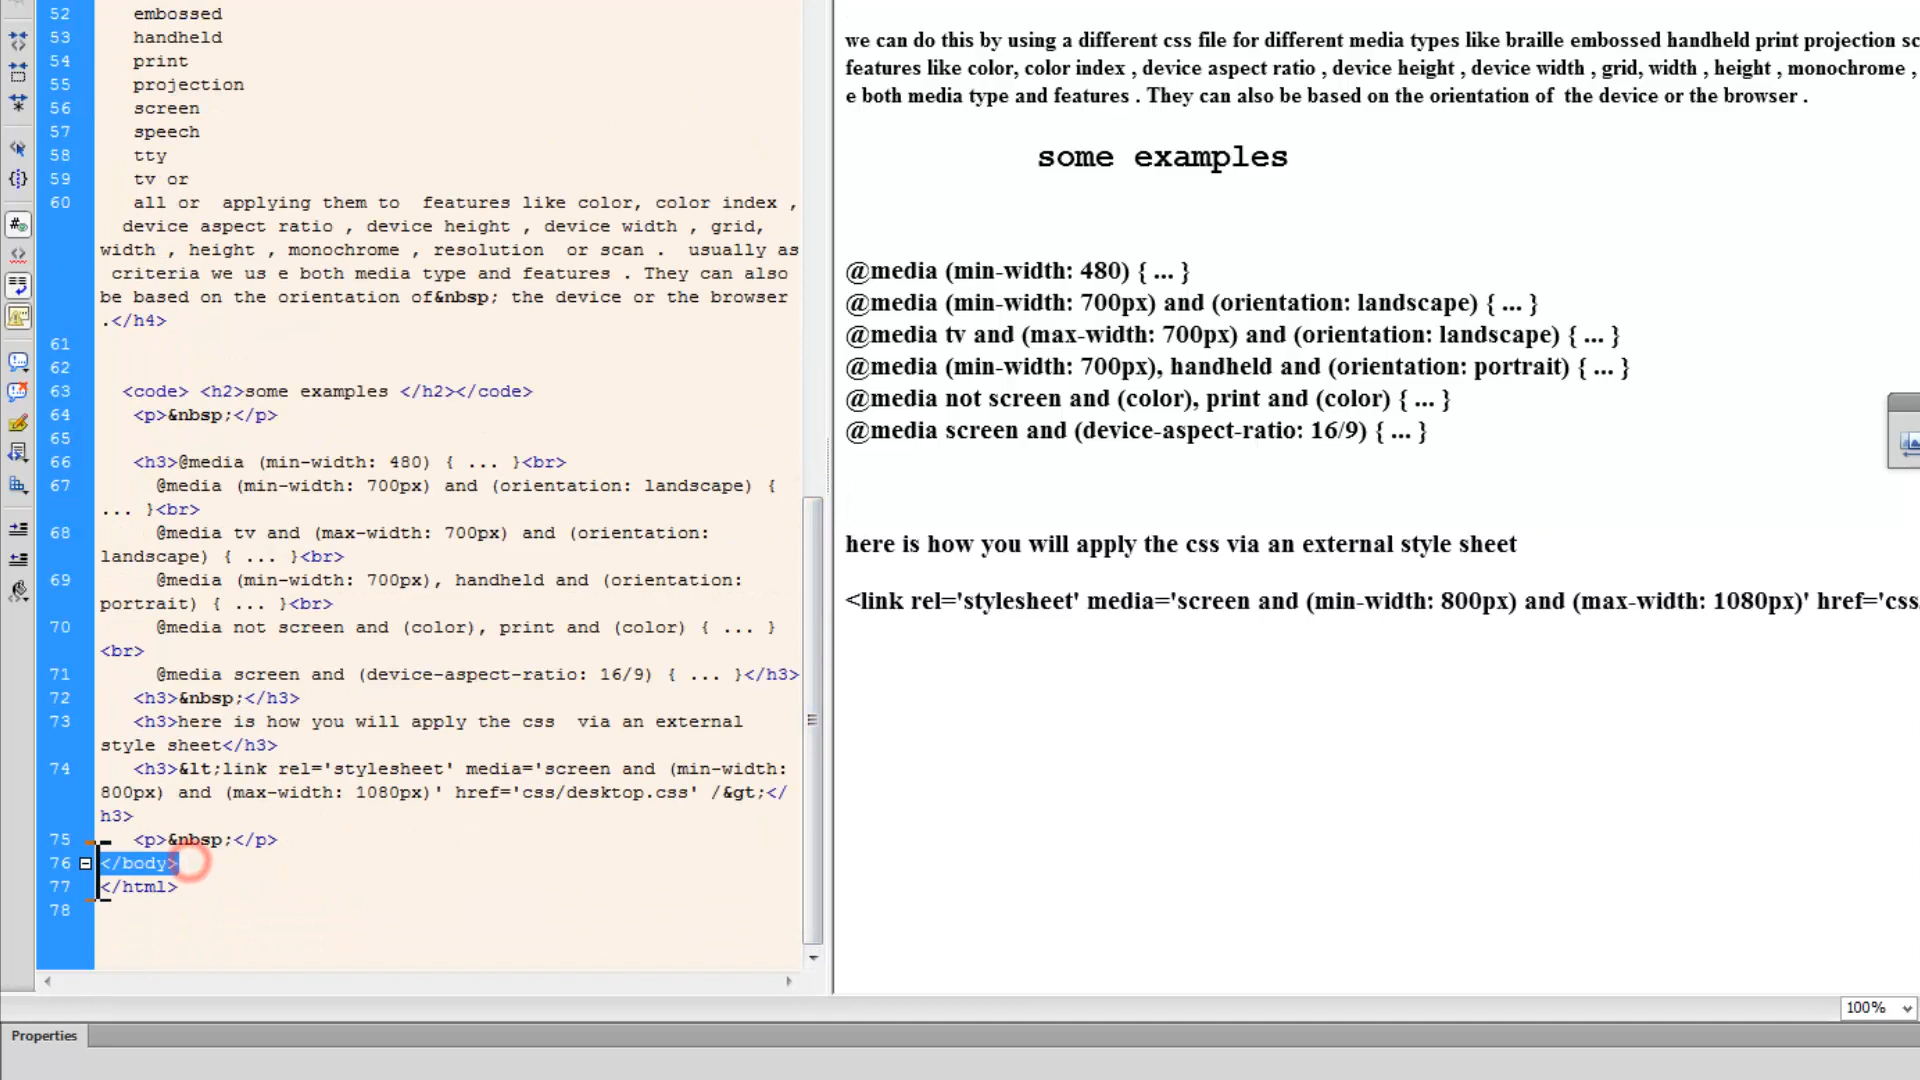 52 embossed
53 handheld
54 print
55 projection
56 screen
57 speech
58 tty
59 tv or
60 all or  applying them to  features like color, color index ,
device aspect ratio , device height , device width , grid,
width , height , monochrome , resolution  or scan .  usually as
criteria we us e both media type and features . They can also
be based on the orientation of&nbsp; the device or the browser
.</h4>
61
62
63 <code> <h2>some examples </h2></code>
64 <p>&nbsp;</p>
65
66 <h3>@media (min-width: 480) { ... }<br>
67 @media (min-width: 700px) and (orientation: landscape) {
... }<br>
68 @media tv and (max-width: 700px) and (orientation:
landscape) { ... }<br>
69 @media (min-width: 700px), handheld and (orientation:
portrait) { ... }<br>
70 @media not screen and (color), print and (color) { ... }
<br>
71 @media screen and (device-aspect-ratio: 16/9) { ... }</h3>
72 <h3>&nbsp;</h3>
73 <h3>here is how you will apply the css  via an external
style sheet</h3>
74 <h3>&lt;link rel='stylesheet' media='screen and (min-width:
800px) and (max-width: 1080px)' href='css/desktop.css' /&gt;</
h3>
75 <p>&nbsp;</p>
76 </body>
77 </html>
78
we can do this by using a different css file for different media types like braille embossed handheld print projection sc
features like color, color index , device aspect ratio , device height , device width , grid, width , height , monochrome ,
e both media type and features . They can also be based on the orientation of  the device or the browser .
some examples
@media (min-width: 480) { ... }
@media (min-width: 700px) and (orientation: landscape) { ... }
@media tv and (max-width: 700px) and (orientation: landscape) { ... }
@media (min-width: 700px), handheld and (orientation: portrait) { ... }
@media not screen and (color), print and (color) { ... }
@media screen and (device-aspect-ratio: 16/9) { ... }
here is how you will apply the css via an external style sheet
<link rel='stylesheet' media='screen and (min-width: 800px) and (max-width: 1080px)' href='css
100%
Properties